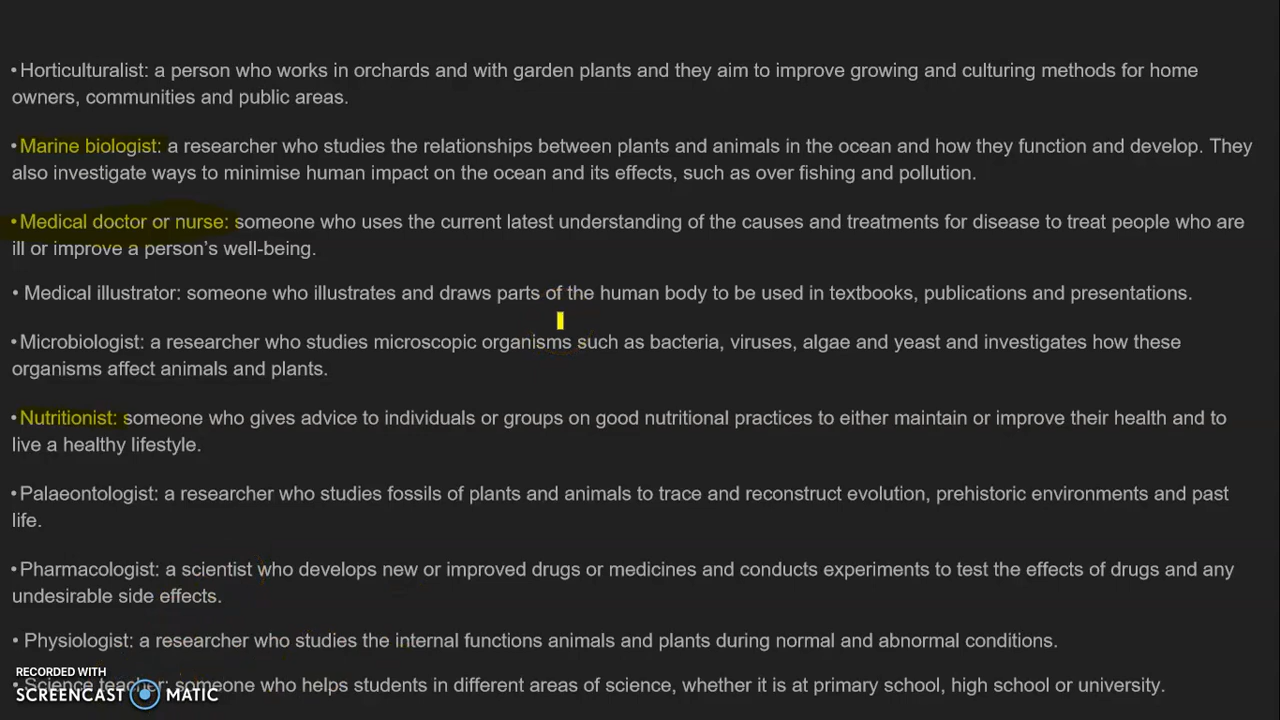 •Horticulturalist: a person who works in orchards and with garden plants and they aim to improve growing and culturing methods for home
owners, communities and public areas.
•Marine biologist: a researcher who studies the relationships between plants and animals in the ocean and how they function and develop. They
also investigate ways to minimise human impact on the ocean and its effects, such as over fishing and pollution.
•Medical doctor or nurse: someone who uses the current latest understanding of the causes and treatments for disease to treat people who are
ill or improve a person’s well-being.
• Medical illustrator: someone who illustrates and draws parts of the human body to be used in textbooks, publications and presentations.
•Microbiologist: a researcher who studies microscopic organisms such as bacteria, viruses, algae and yeast and investigates how these
organisms affect animals and plants.
•Nutritionist: someone who gives advice to individuals or groups on good nutritional practices to either maintain or improve their health and to
live a healthy lifestyle.
•Palaeontologist: a researcher who studies fossils of plants and animals to trace and reconstruct evolution, prehistoric environments and past
life.
•Pharmacologist: a scientist who develops new or improved drugs or medicines and conducts experiments to test the effects of drugs and any
undesirable side effects.
• Physiologist: a researcher who studies the internal functions animals and plants during normal and abnormal conditions.
RECORDED WITH
• Science teacher: someone who helps students in different areas of science, whether it is at primary school, high school or university.
SCREENCAST MATIC